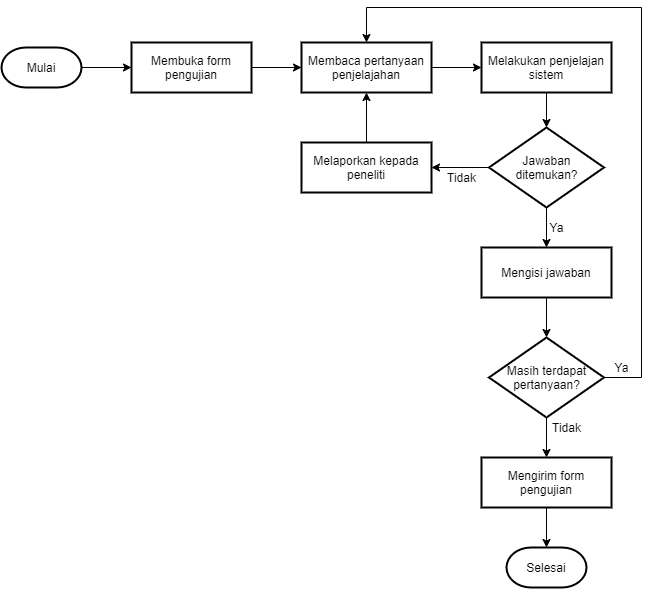 Mulai
Membuka form
pengujian
Membaca pertanyaan
penjelajahan
Melakukan penjelajan
sistem
Melaporkan kepada
peneliti
Tidak
Jawaban
ditemukan?
Ya
Mengisi jawaban
Masih terdapat
pertanyaan?
Ya
Tidak
Mengirim form
pengujian
Selesai